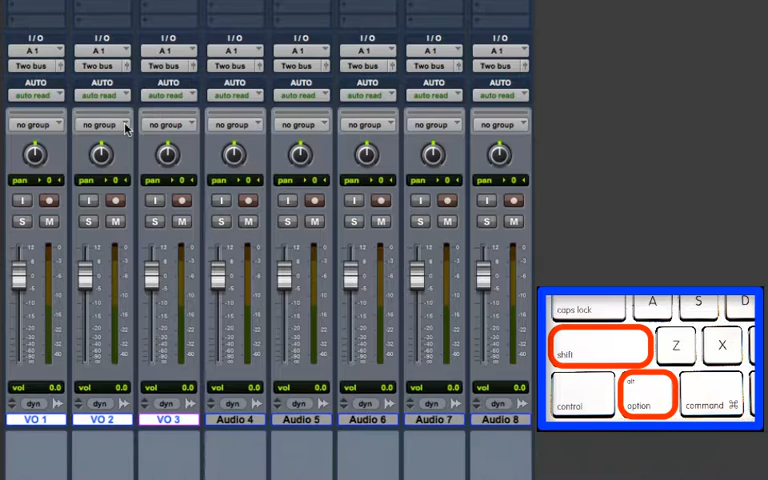 I/O I/O I/O I/O I/O I/O I/O I/O
A 1 A 1 A 1 A 1 A 1 A 1 A 1 A 1
Two bus Two bus Two bus Two bus Two bus Two bus Two bus Two bus
AUTO AUTO AUTO AUTO AUTO AUTO AUTO AUTO
auto read auto read auto read auto read auto read auto read auto read auto read
no group no group no group no group no group no group no group no group
pan 0 pan 0 pan 0 pan 0 pan 0 pan 0 pan 0 pan 0
I I I I I I I I
S M S M S M S M S M S M S M S M
vol 0.0 vol 0.0 vol 0.0 vol 0.0 vol 0.0 vol 0.0 vol 0.0 vol 0.0
dyn dyn dyn dyn dyn dyn dyn dyn
VO 1 VO 2 VO 3 Audio 4 Audio 5 Audio 6 Audio 7 Audio 8
caps lock A S D
shift Z X
alt
control option command ⌘